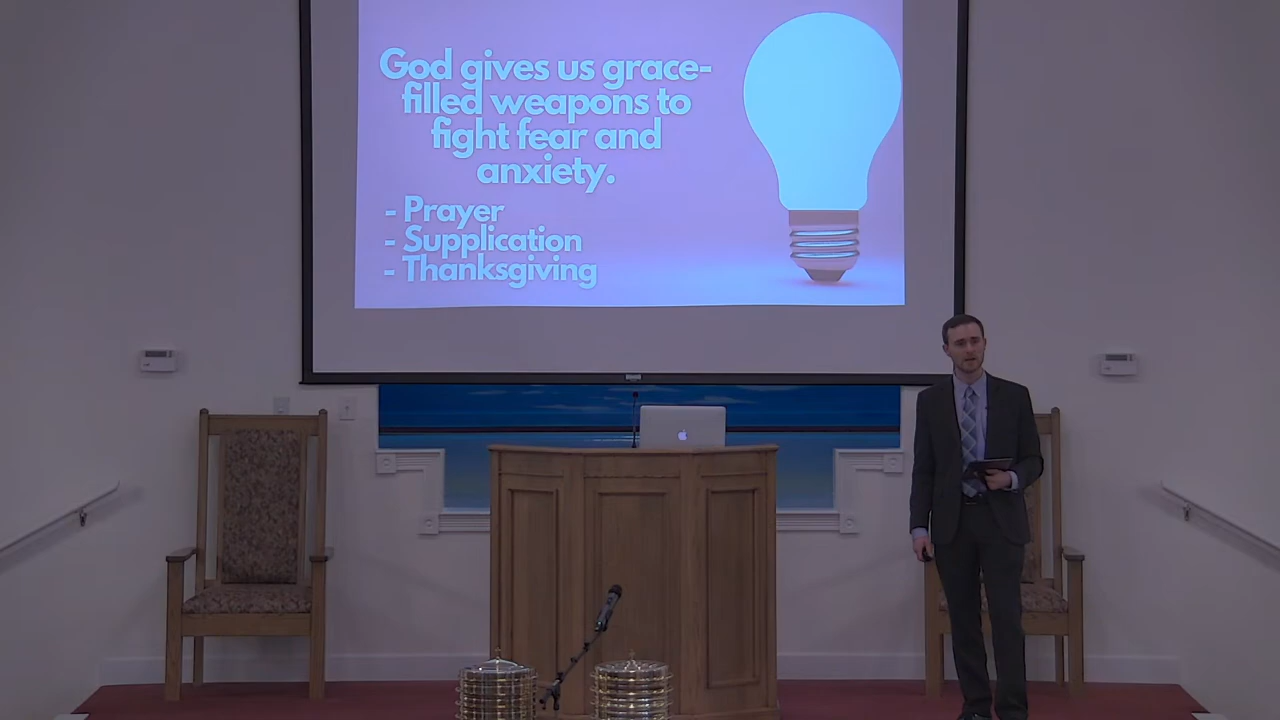 God gives us grace-
filled weapons to
fight fear and
anxiety.
- Prayer
- Supplication
- Thanksgiving